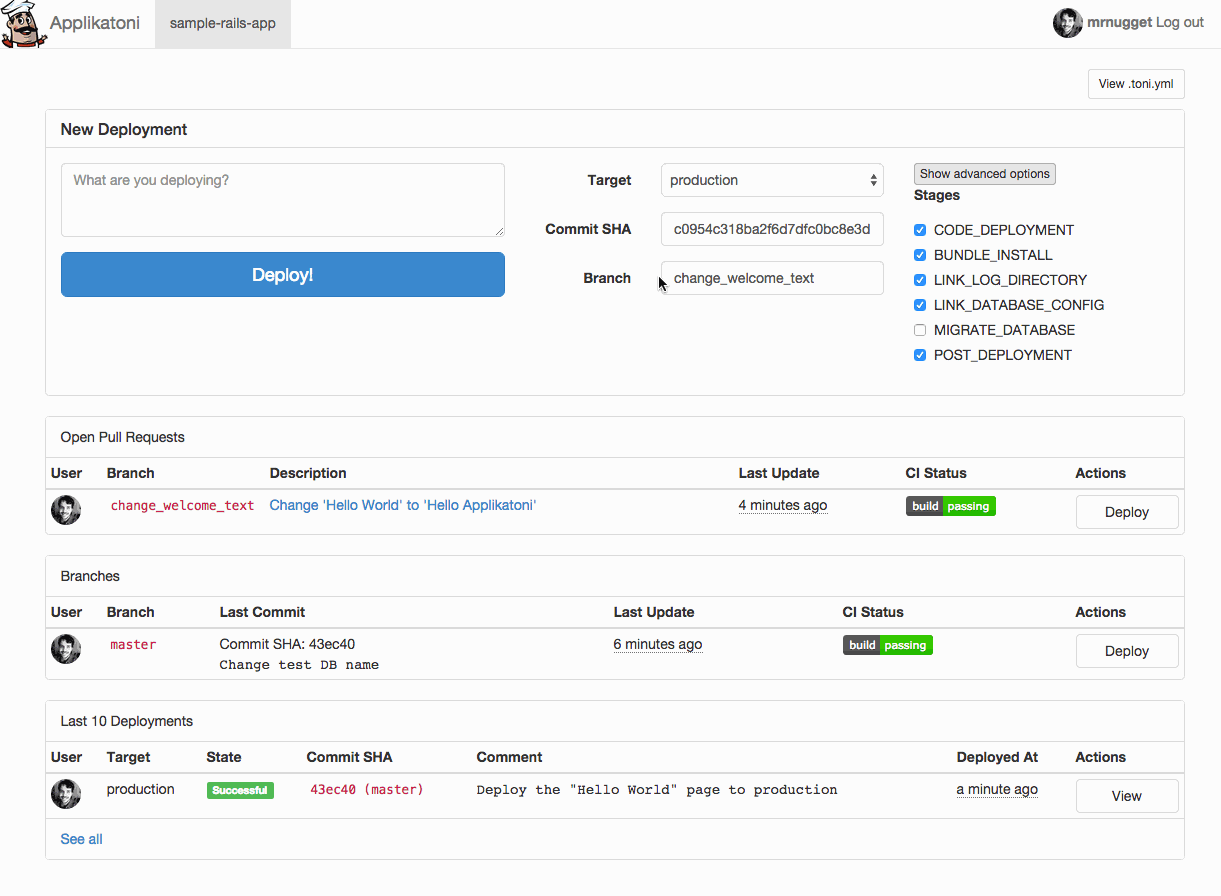 Applikatoni sample-rails-app mrnugget Log out
View .toni.yml
New Deployment
What are you deploying?
Deploy!
Target production
Commit SHA c0954c318ba2f6d7dfc0bc8e3d
Branch change_welcome_text
Show advanced options
Stages
CODE_DEPLOYMENT
BUNDLE_INSTALL
LINK_LOG_DIRECTORY
LINK_DATABASE_CONFIG
MIGRATE_DATABASE
POST_DEPLOYMENT
Open Pull Requests
User Branch Description Last Update CI Status Actions
change_welcome_text Change 'Hello World' to 'Hello Applikatoni' 4 minutes ago build passing Deploy
Branches
User Branch Last Commit Last Update CI Status Actions
master Commit SHA: 43ec40 6 minutes ago build passing Deploy
Change test DB name
Last 10 Deployments
User Target State Commit SHA Comment Deployed At Actions
production Successful 43ec40 (master) Deploy the "Hello World" page to production a minute ago View
See all